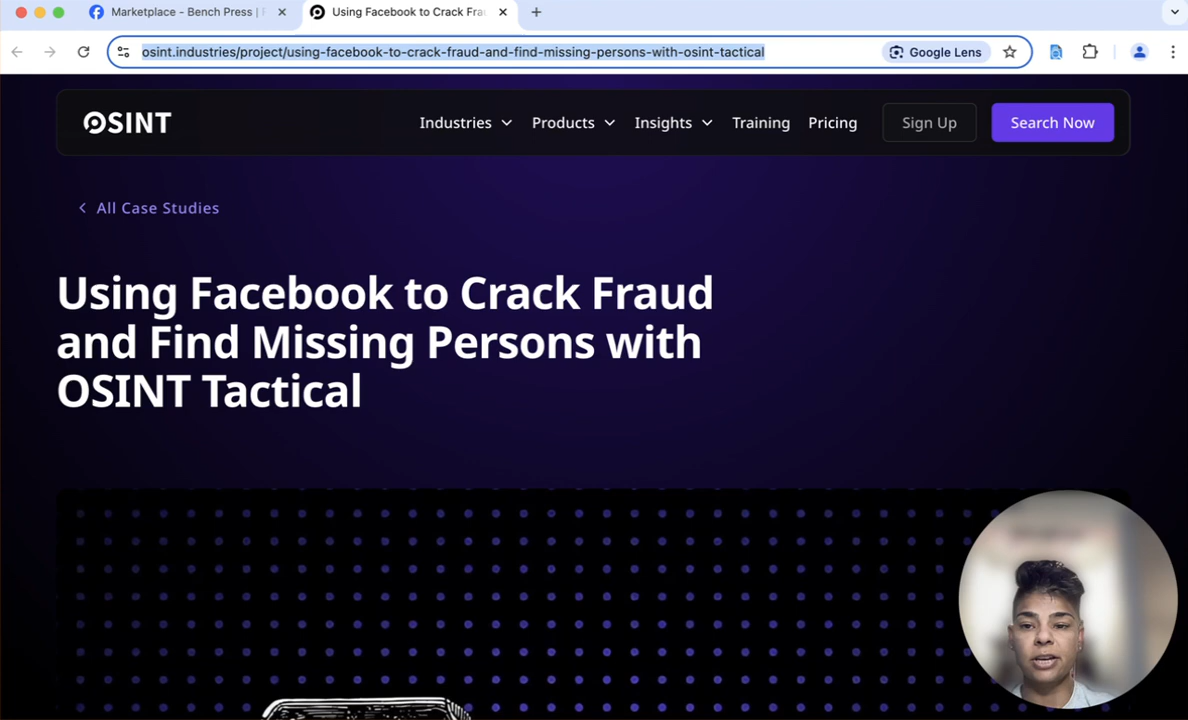 Marketplace - Bench Press | F
Using Facebook to Crack Frau
osint.industries/project/using-facebook-to-crack-fraud-and-find-missing-persons-with-osint-tactical
Google Lens
OSINT
Industries
Products
Insights
Training
Pricing
Sign Up
Search Now
All Case Studies
Using Facebook to Crack Fraud
and Find Missing Persons with
OSINT Tactical